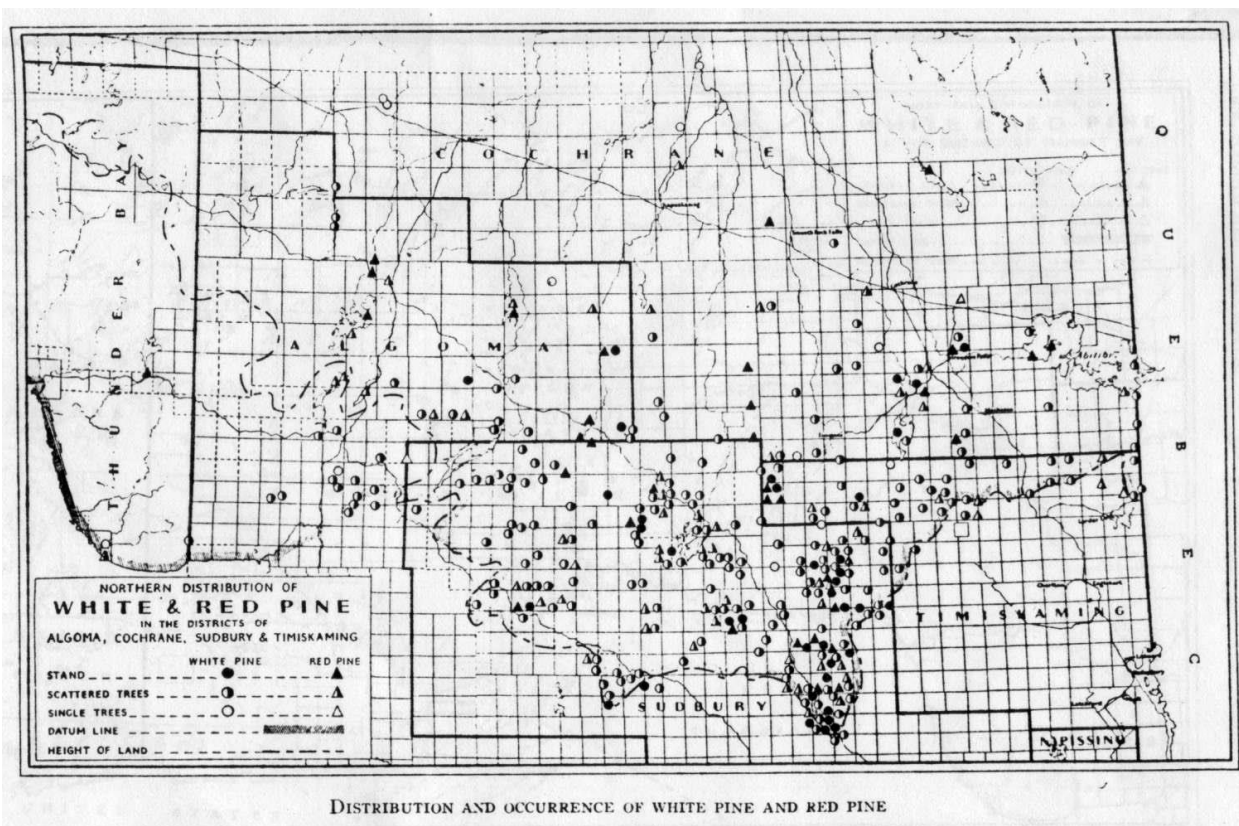 COCHRANE
THUNDER BAY
QUEBEC
ALGOMA
TIMISKAMING
SUDBURY
NIPISSING
NORTHERN DISTRIBUTION OF
WHITE & RED PINE
IN THE DISTRICTS OF
ALGOMA, COCHRANE, SUDBURY & TIMISKAMING
WHITE PINE RED PINE
STAND
SCATTERED TREES
SINGLE TREES
DATUM LINE
HEIGHT OF LAND
DISTRIBUTION AND OCCURRENCE OF WHITE PINE AND RED PINE